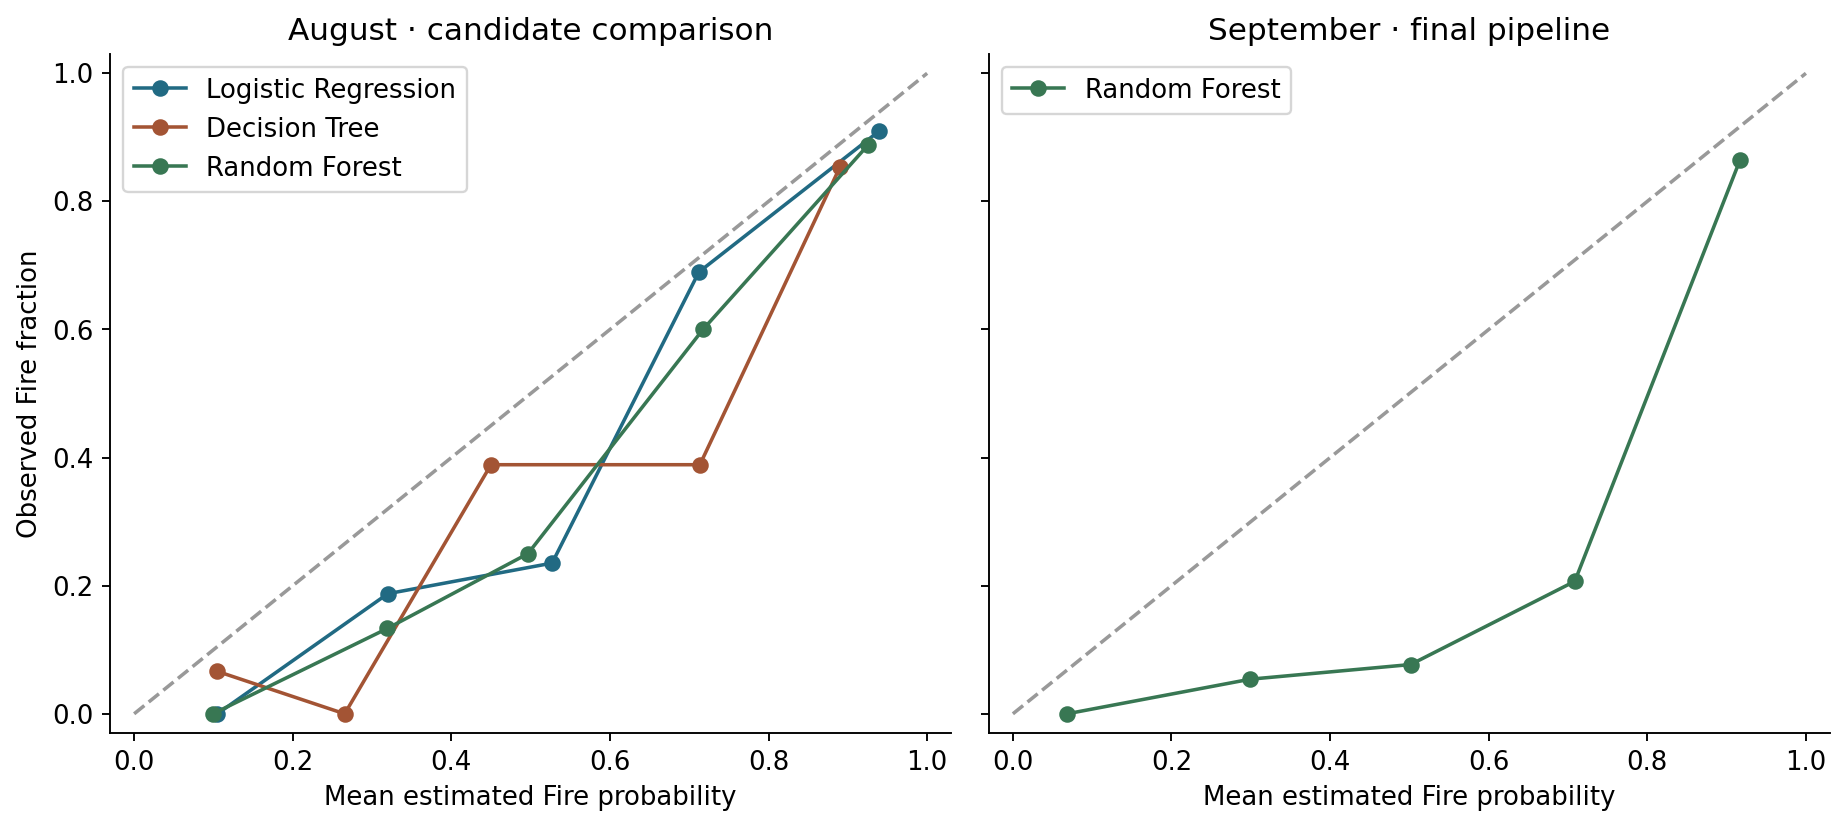 August · candidate comparison
Logistic Regression
Decision Tree
Random Forest
Observed Fire fraction
1.0
0.8
0.6
0.4
0.2
0.0
0.0 0.2 0.4 0.6 0.8 1.0
Mean estimated Fire probability
September · final pipeline
Random Forest
0.0 0.2 0.4 0.6 0.8 1.0
Mean estimated Fire probability